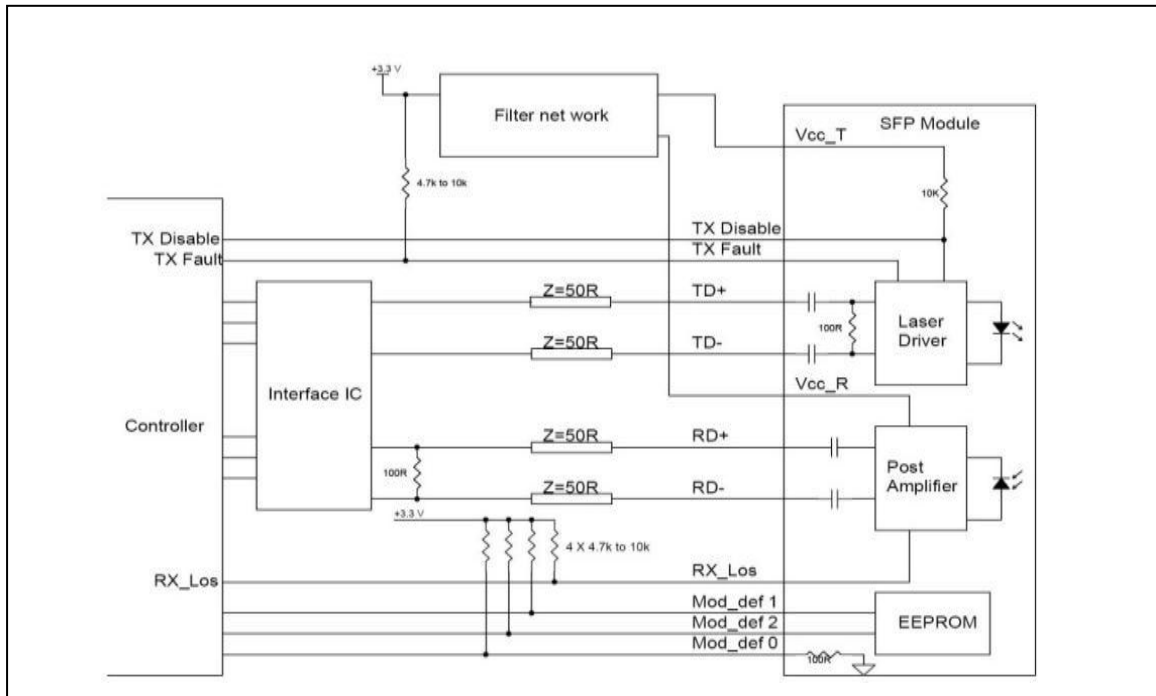 +3.3 V
Filter net work
SFP Module
Vcc_T
4.7k to 10k
10K
TX Disable
TX Disable
TX Fault
TX Fault
Z=50R
TD+
100R
Laser
Driver
Z=50R
TD-
Vcc_R
Interface IC
Controller
Z=50R
RD+
100R
Post
Amplifier
Z=50R
RD-
+3.3 V
4 X 4.7k to 10k
RX_Los
RX_Los
Mod_def 1
EEPROM
Mod_def 2
Mod_def 0
100R